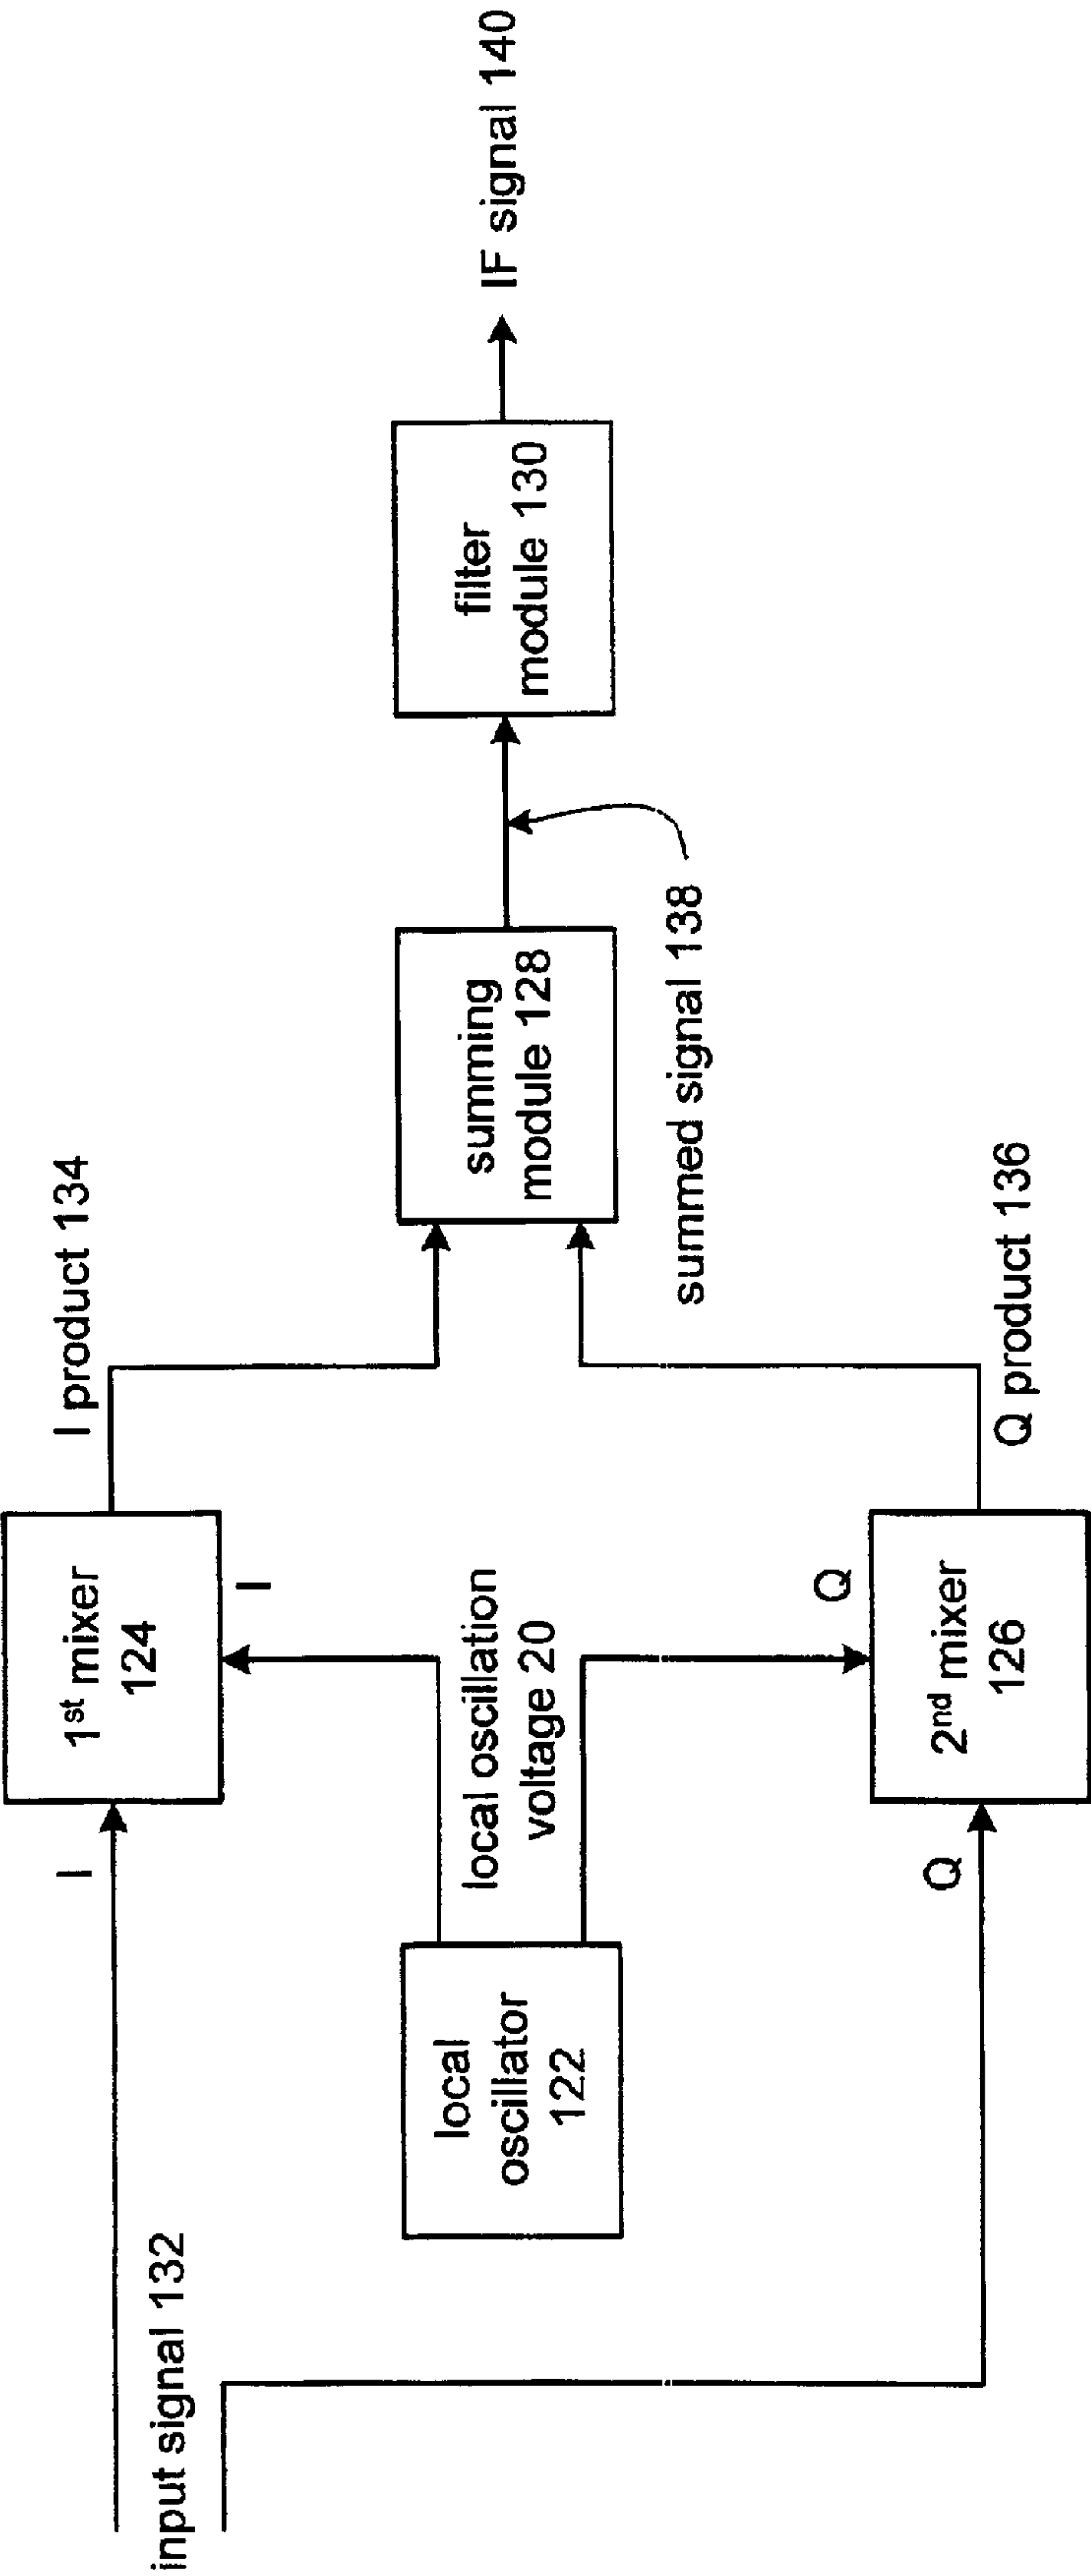 input signal 132
I
1st mixer
124
I
I product 134
local
oscillator
122
local oscillation
voltage 20
Q
Q
2nd mixer
126
Q product 136
summing
module 128
summed signal 138
filter
module 130
IF signal 140